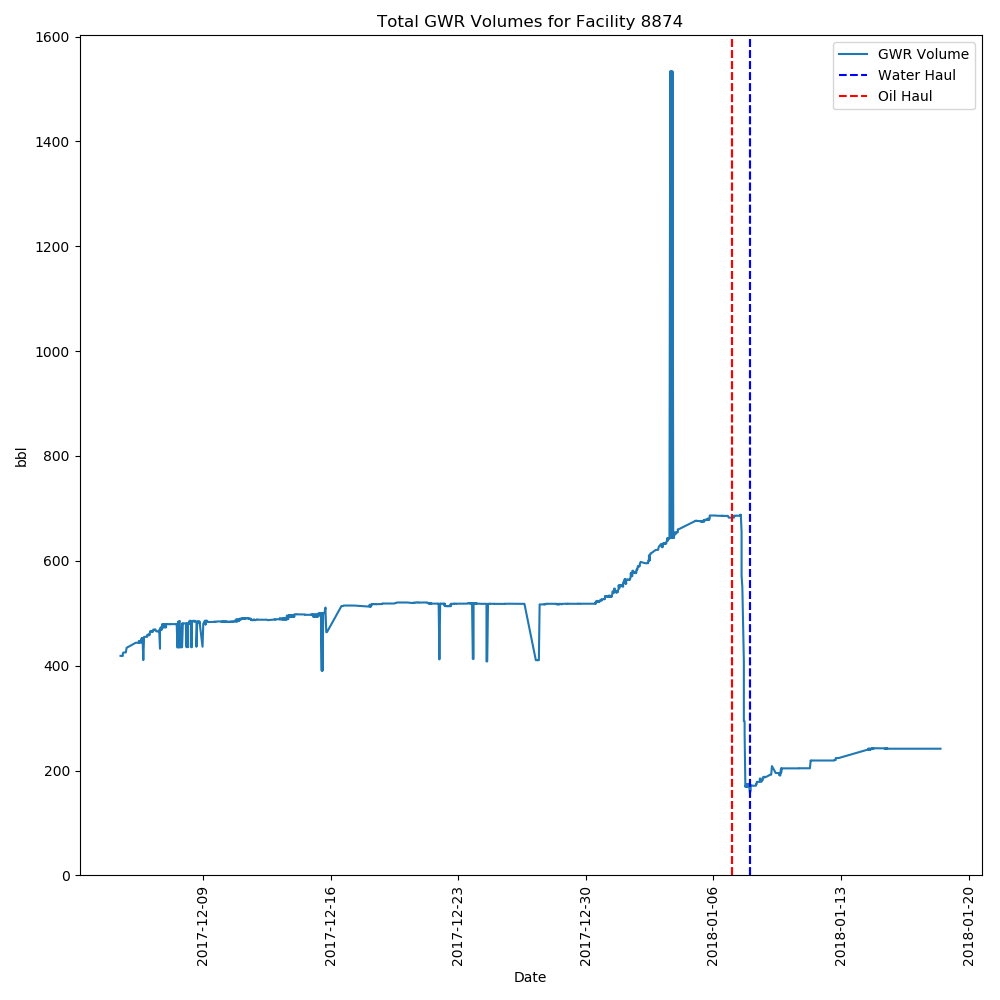 Total GWR Volumes for Facility 8874
GWR Volume
Water Haul
Oil Haul
1600
1400
1200
1000
800
600
400
200
0
bbl
2017-12-09
2017-12-16
2017-12-23
2017-12-30
2018-01-06
2018-01-13
2018-01-20
Date